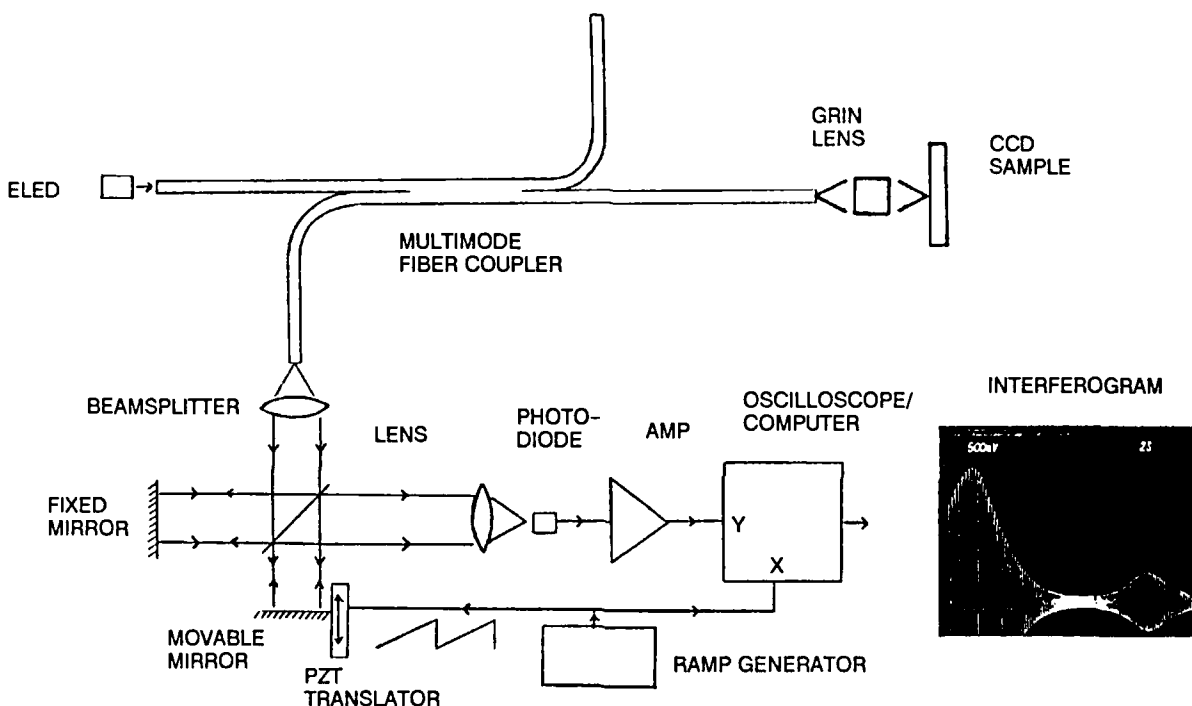 GRIN
LENS
CCD
SAMPLE
ELED
MULTIMODE
FIBER COUPLER
BEAMSPLITTER
LENS
PHOTO-
DIODE
AMP
OSCILLOSCOPE/
COMPUTER
INTERFEROGRAM
500mV
2S
FIXED
MIRROR
Y
X
MOVABLE
MIRROR
PZT
TRANSLATOR
RAMP GENERATOR